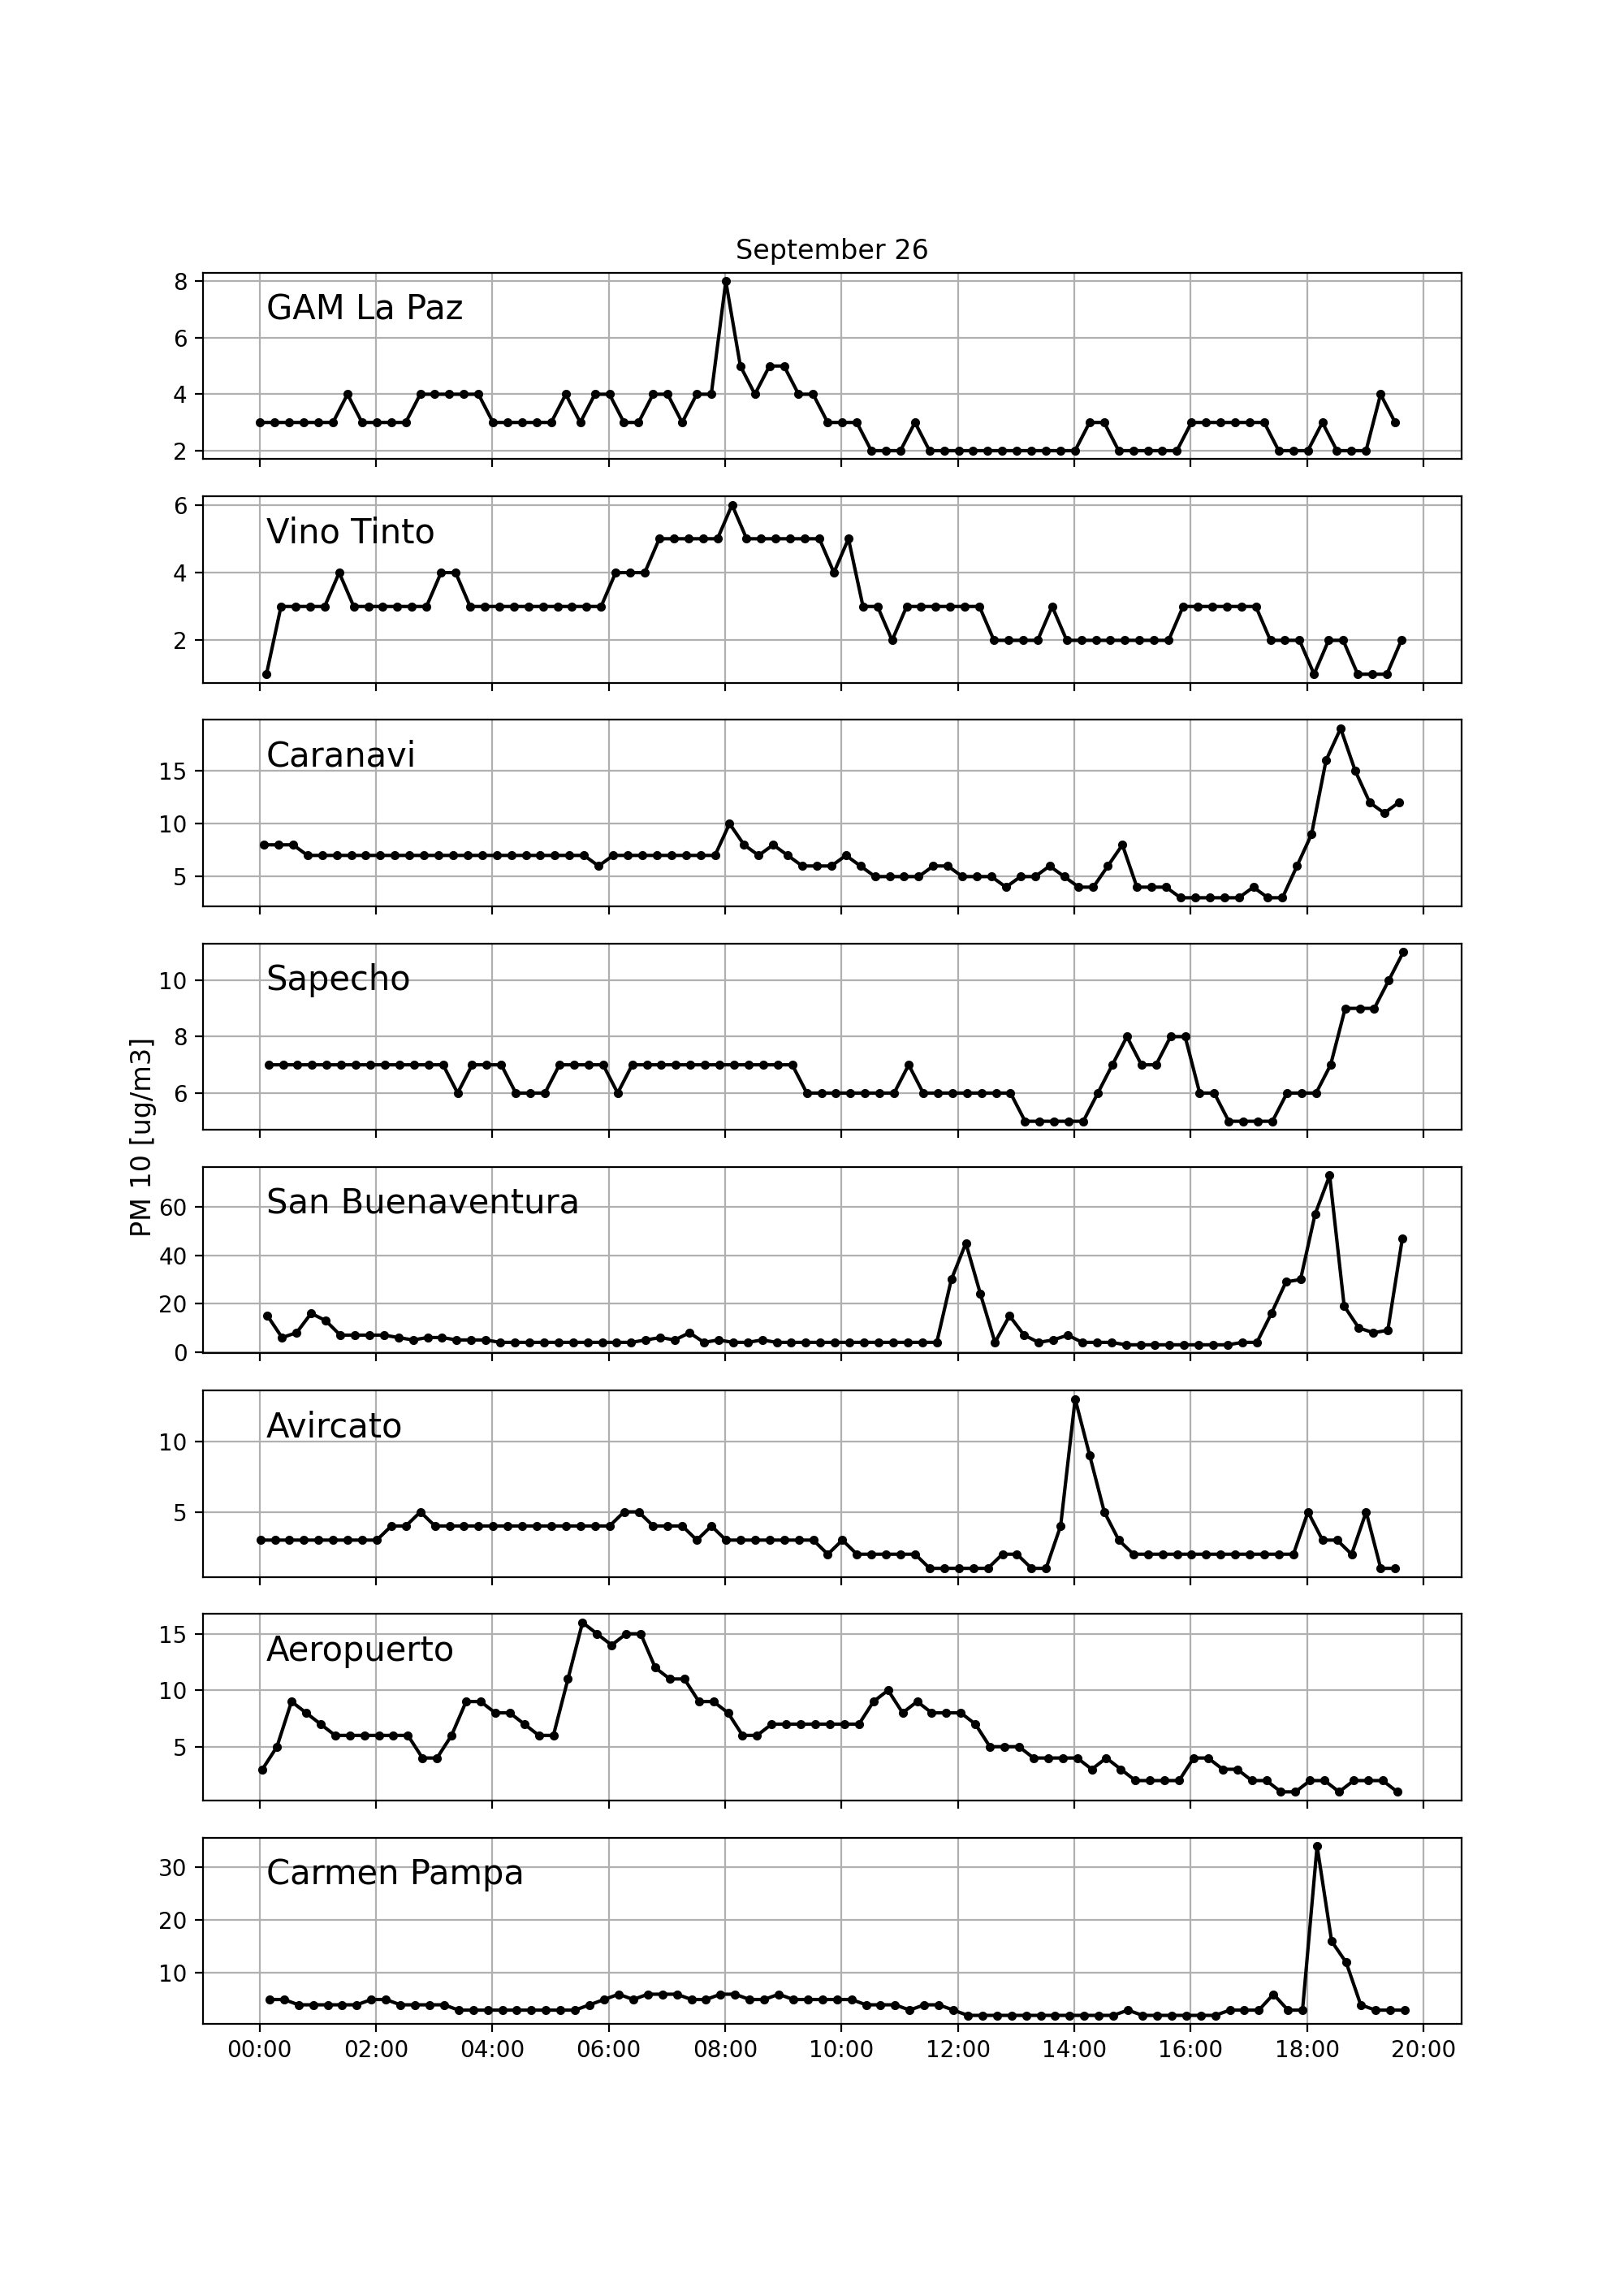 September 26
8
GAM La Paz
6
4
2
6
Vino Tinto
4
2
Caranavi
15
10
5
Sapecho
10
8
6
PM 10 [ug/m3]
San Buenaventura
60
40
20
0
Avircato
10
5
15
Aeropuerto
10
5
Carmen Pampa
30
20
10
00:00 02:00 04:00 06:00 08:00 10:00 12:00 14:00 16:00 18:00 20:00